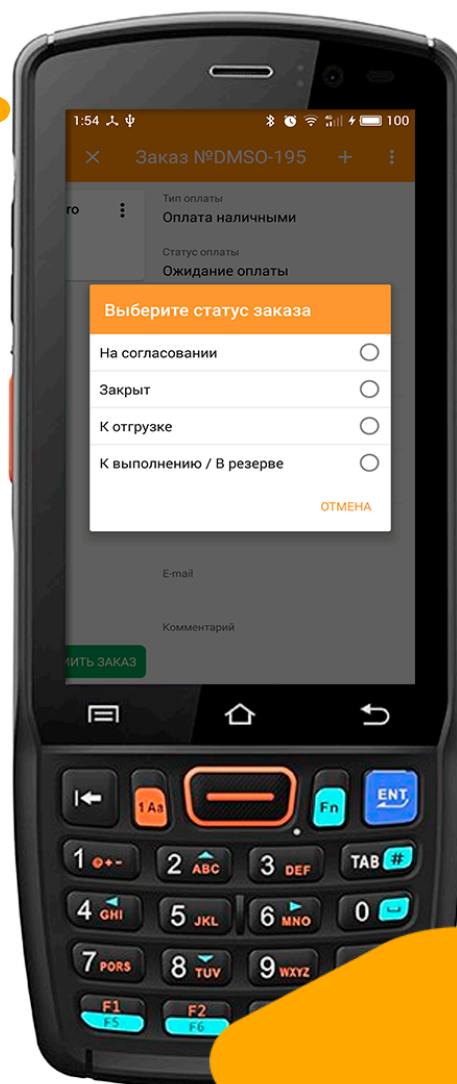 1:54 100
Заказ №DMSO-195
го
Тип оплаты
Оплата наличными
Статус оплаты
Ожидание оплаты
Выберите статус заказа
На согласовании
Закрыт
К отгрузке
К выполнению / В резерве
ОТМЕНА
E-mail
Комментарий
МИТЬ ЗАКАЗ
1Aa Fn ENT
1 @+- 2 ABC 3 DEF TAB #
4 GHI 5 JKL 6 MNO 0
7 PQRS 8 TUV 9 WXYZ
F1 F2
F5 F6